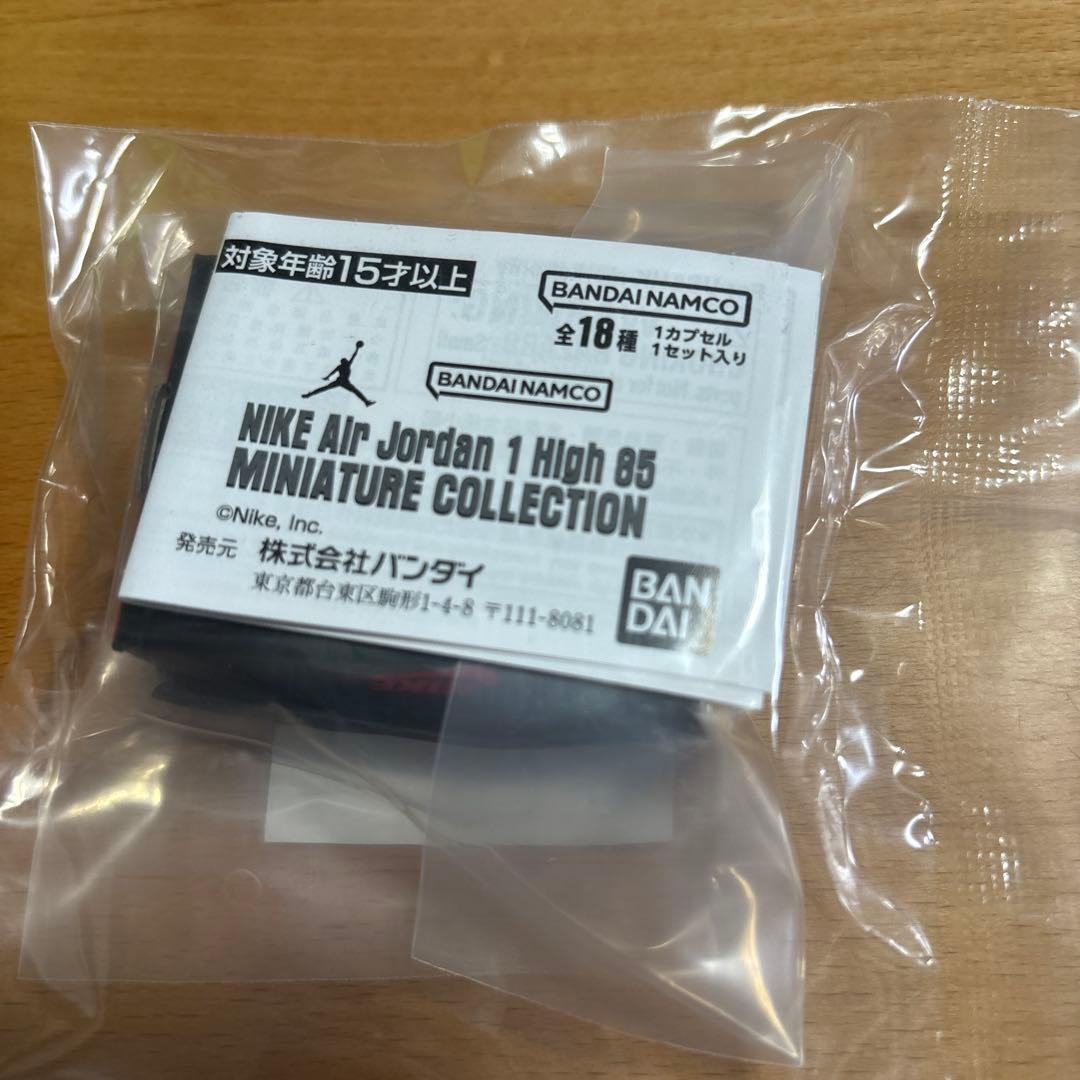 対象年齢15才以上
BANDAI NAMCO
全18種 1カプセル
1セット入り
BANDAI NAMCO
NIKE Air Jordan 1 High 85
MINIATURE COLLECTION
©Nike, Inc.
発売元 株式会社バンダイ
東京都台東区駒形1-4-8 〒111-8081
BAN
DAI